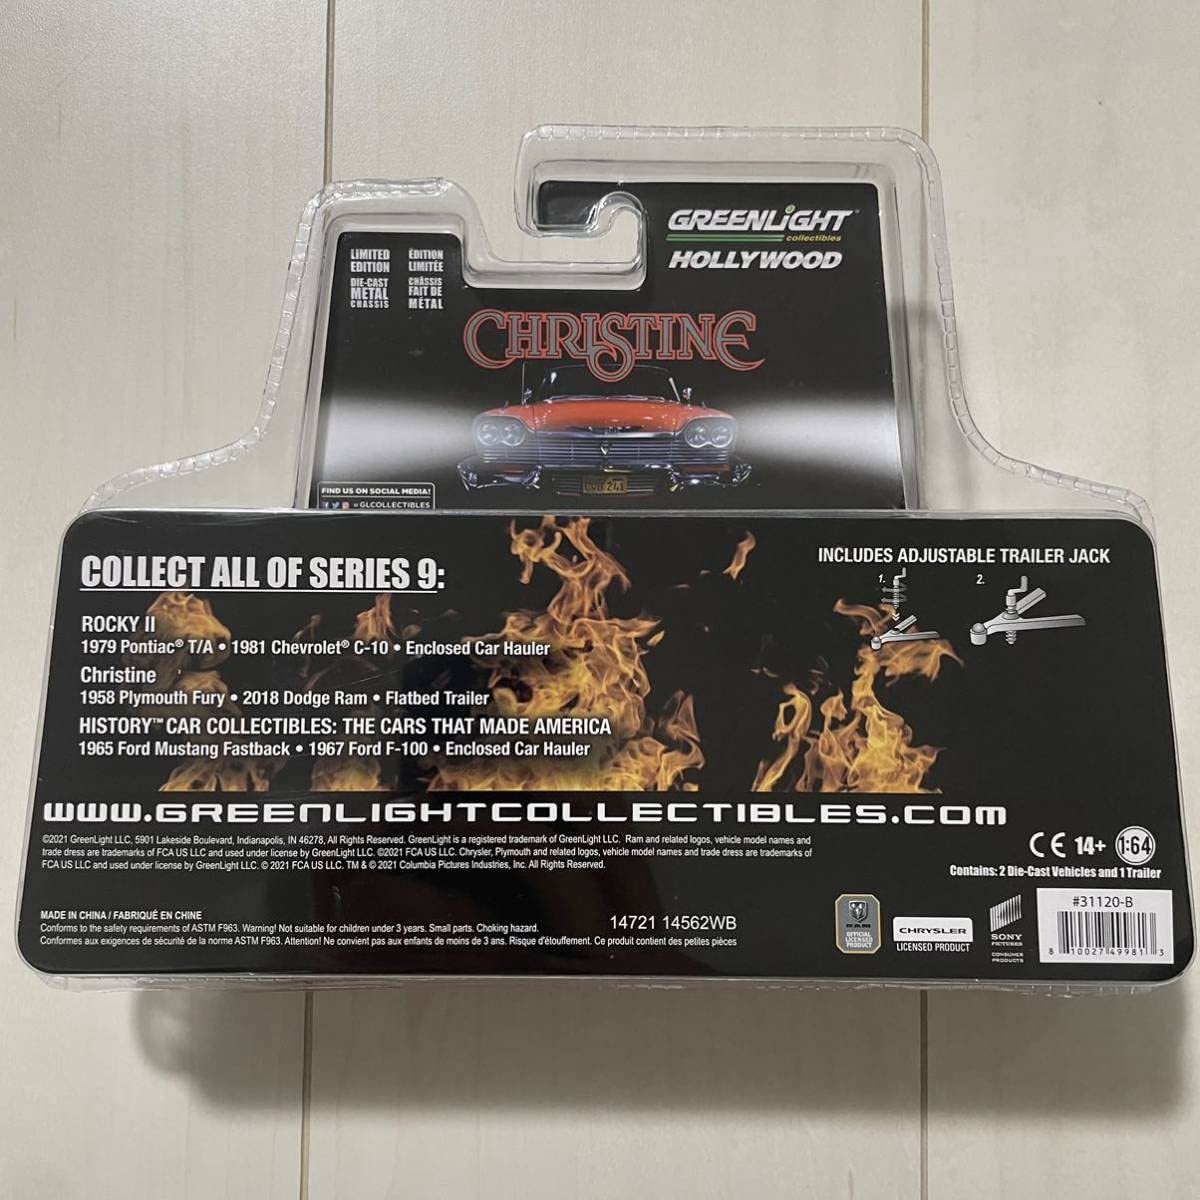 GREENLiGHT®
collectibles
HOLLYWOOD
LIMITED EDITION
DIE-CAST METAL CHASSIS
ÉDITION LIMITÉE
CHÂSSIS FAIT DE MÉTAL
CHRISTINE
FIND US ON SOCIAL MEDIA!
@GLCOLLECTIBLES
COLLECT ALL OF SERIES 9:
ROCKY II
1979 Pontiac® T/A • 1981 Chevrolet® C-10 • Enclosed Car Hauler
Christine
1958 Plymouth Fury • 2018 Dodge Ram • Flatbed Trailer
HISTORY™ CAR COLLECTIBLES: THE CARS THAT MADE AMERICA
1965 Ford Mustang Fastback • 1967 Ford F-100 • Enclosed Car Hauler
INCLUDES ADJUSTABLE TRAILER JACK
1.
2.
WWW.GREENLIGHTCOLLECTIBLES.COM
©2021 GreenLight LLC, 5901 Lakeside Boulevard, Indianapolis, IN 46278, All Rights Reserved. GreenLight is a registered trademark of GreenLight LLC. Ram and related logos, vehicle model names and
trade dress are trademarks of FCA US LLC and used under license by GreenLight LLC. ©2021 FCA US LLC. Chrysler, Plymouth and related logos, vehicle model names and trade dress are trademarks of
FCA US LLC and used under license by GreenLight LLC. © 2021 FCA US LLC. TM & © 2021 Columbia Pictures Industries, Inc. All Rights Reserved.
CE 14+ 1:64
Contains: 2 Die-Cast Vehicles and 1 Trailer
MADE IN CHINA / FABRIQUÉ EN CHINE
Conforms to the safety requirements of ASTM F963. Warning! Not suitable for children under 3 years. Small parts. Choking hazard.
Conformes aux exigences de sécurité de la norme ASTM F963. Attention! Ne convient pas aux enfants de moins de 3 ans. Risque d'étouffement. Ce produit contient des petites pièces
14721 14562WB
RAM
OFFICIAL LICENSED PRODUCT
CHRYSLER
LICENSED PRODUCT
SONY
PICTURES
CONSUMER PRODUCTS
#31120-B
8 10027 49981 3